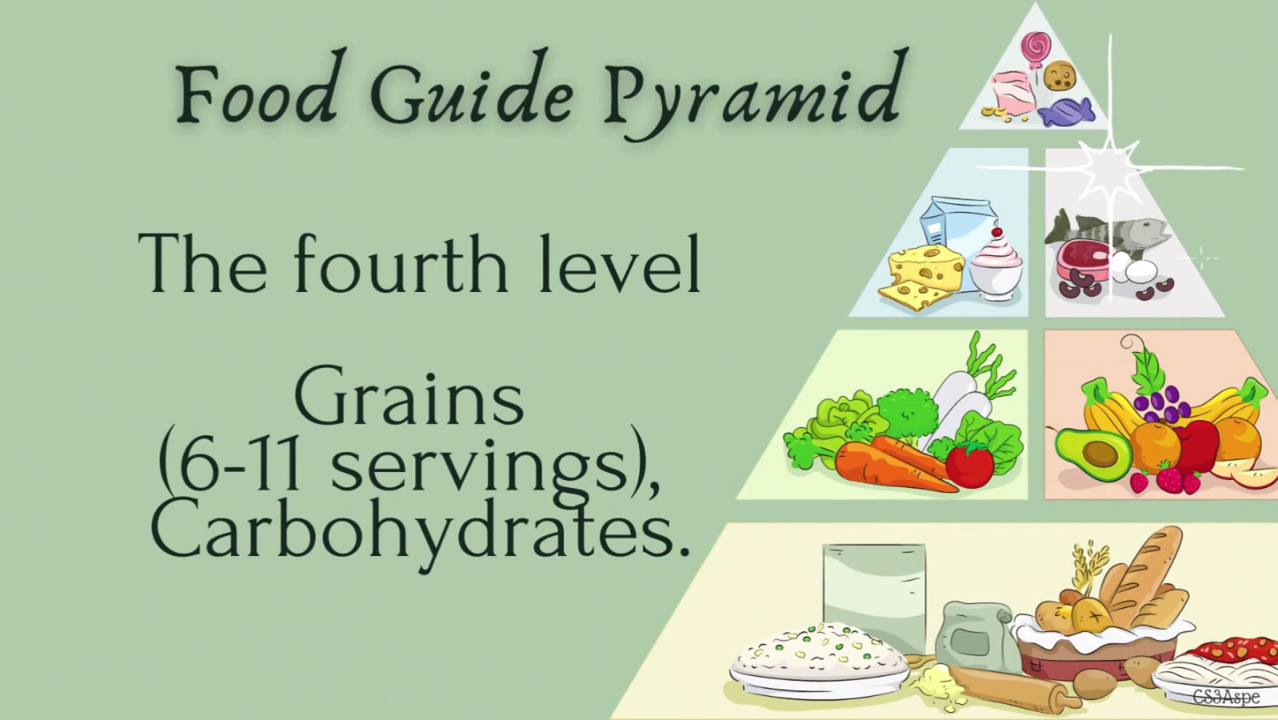 Food Guide Pyramid
The fourth level
Grains
(6-11 servings),
Carbohydrates.
CS3Aspe